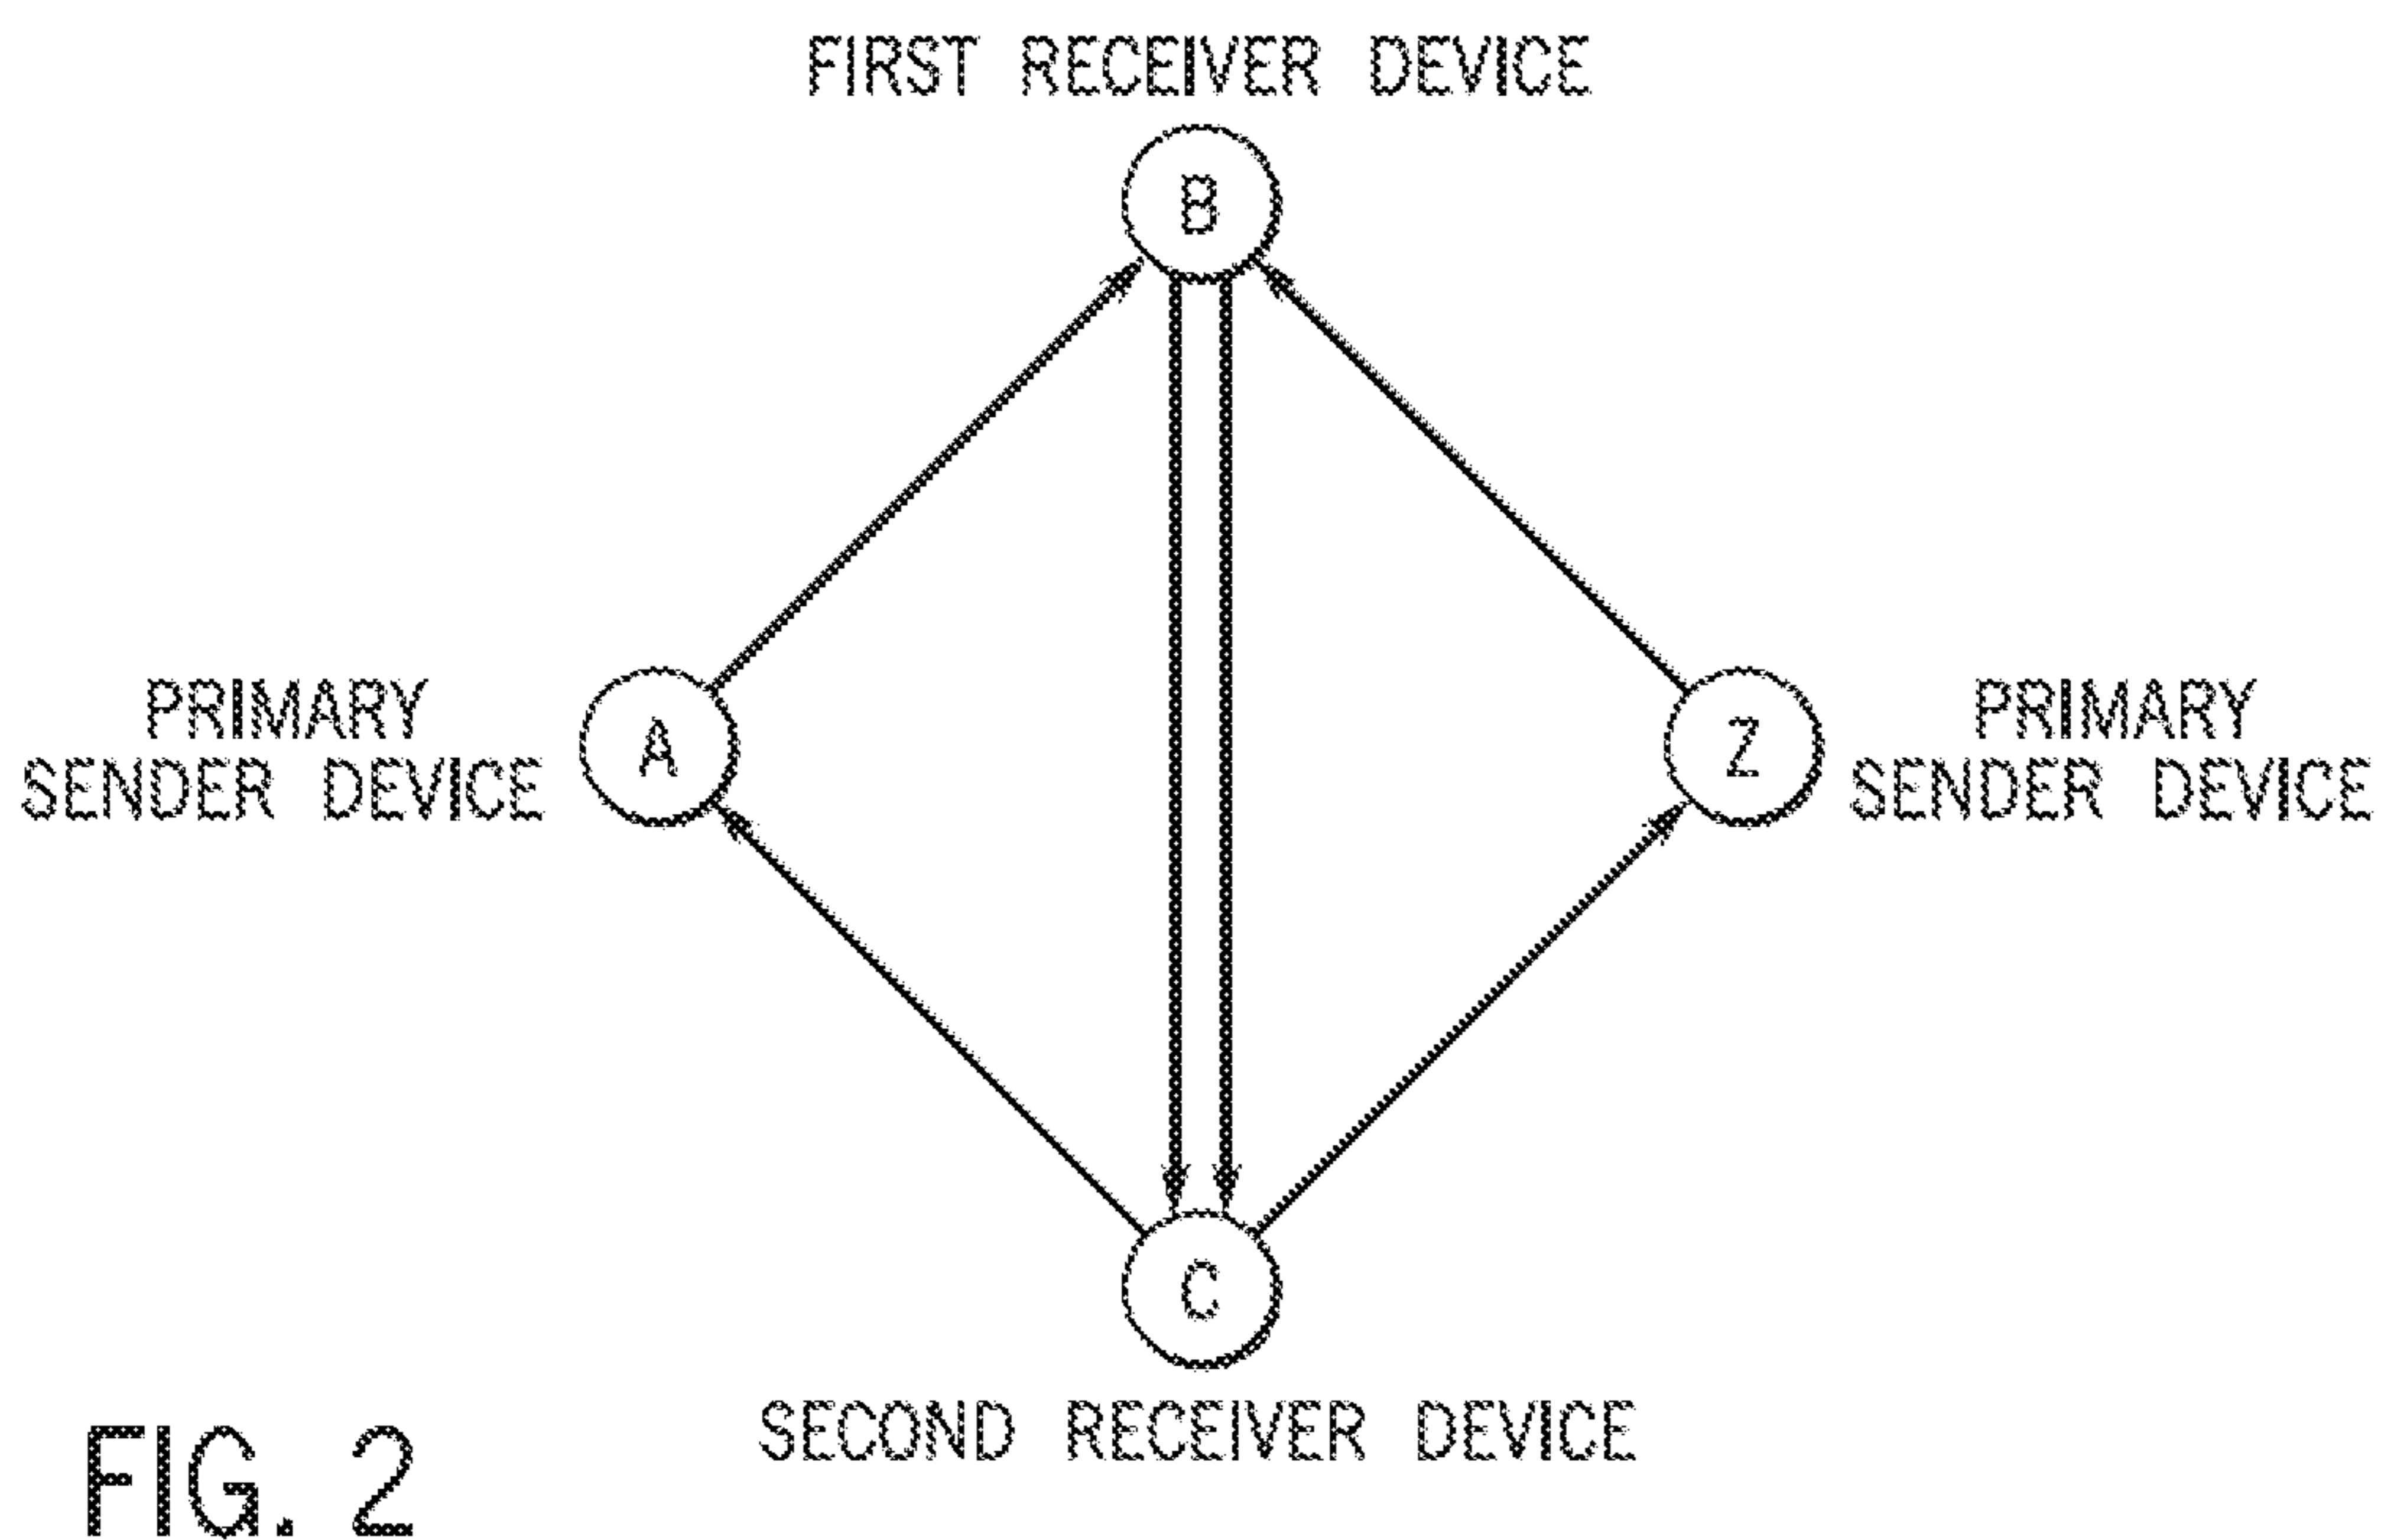 FIRST RECEIVER DEVICE
B
PRIMARY
SENDER DEVICE
A
Z
PRIMARY
SENDER DEVICE
C
SECOND RECEIVER DEVICE
FIG. 2